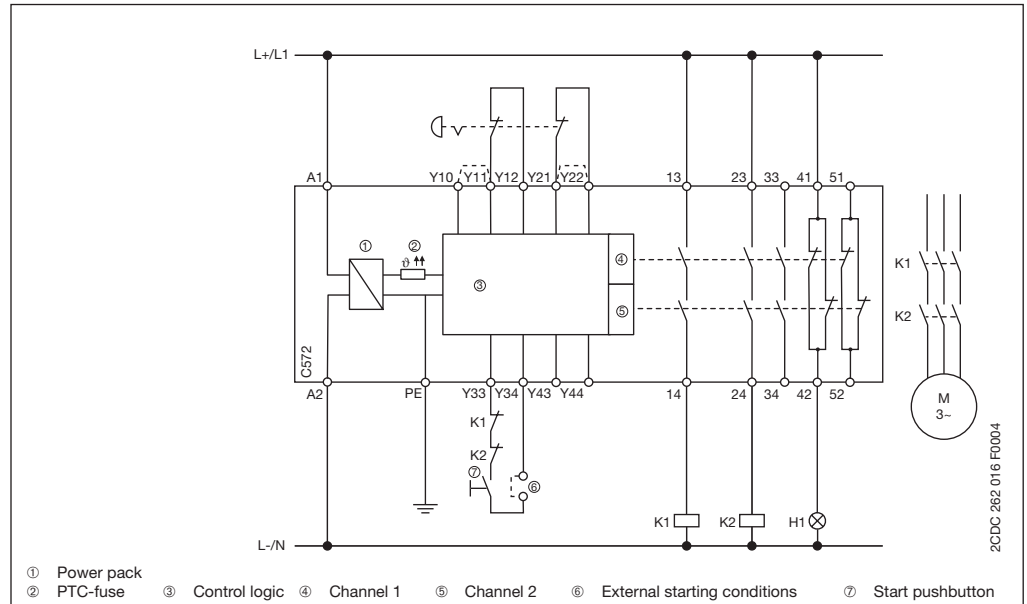 L+/L1
A1 Y10 Y11 Y12 Y21 Y22 13 23 33 41 51
① ② ϑ
③ ④
⑤
K1
K2
C572
A2 PE Y33 Y34 Y43 Y44 14 24 34 42 52
M
3~
K1
K2
⑦ ⑥
K1 K2 H1
L-/N
2CDC 262 016 F0004
① Power pack
② PTC-fuse ③ Control logic ④ Channel 1 ⑤ Channel 2 ⑥ External starting conditions ⑦ Start pushbutton